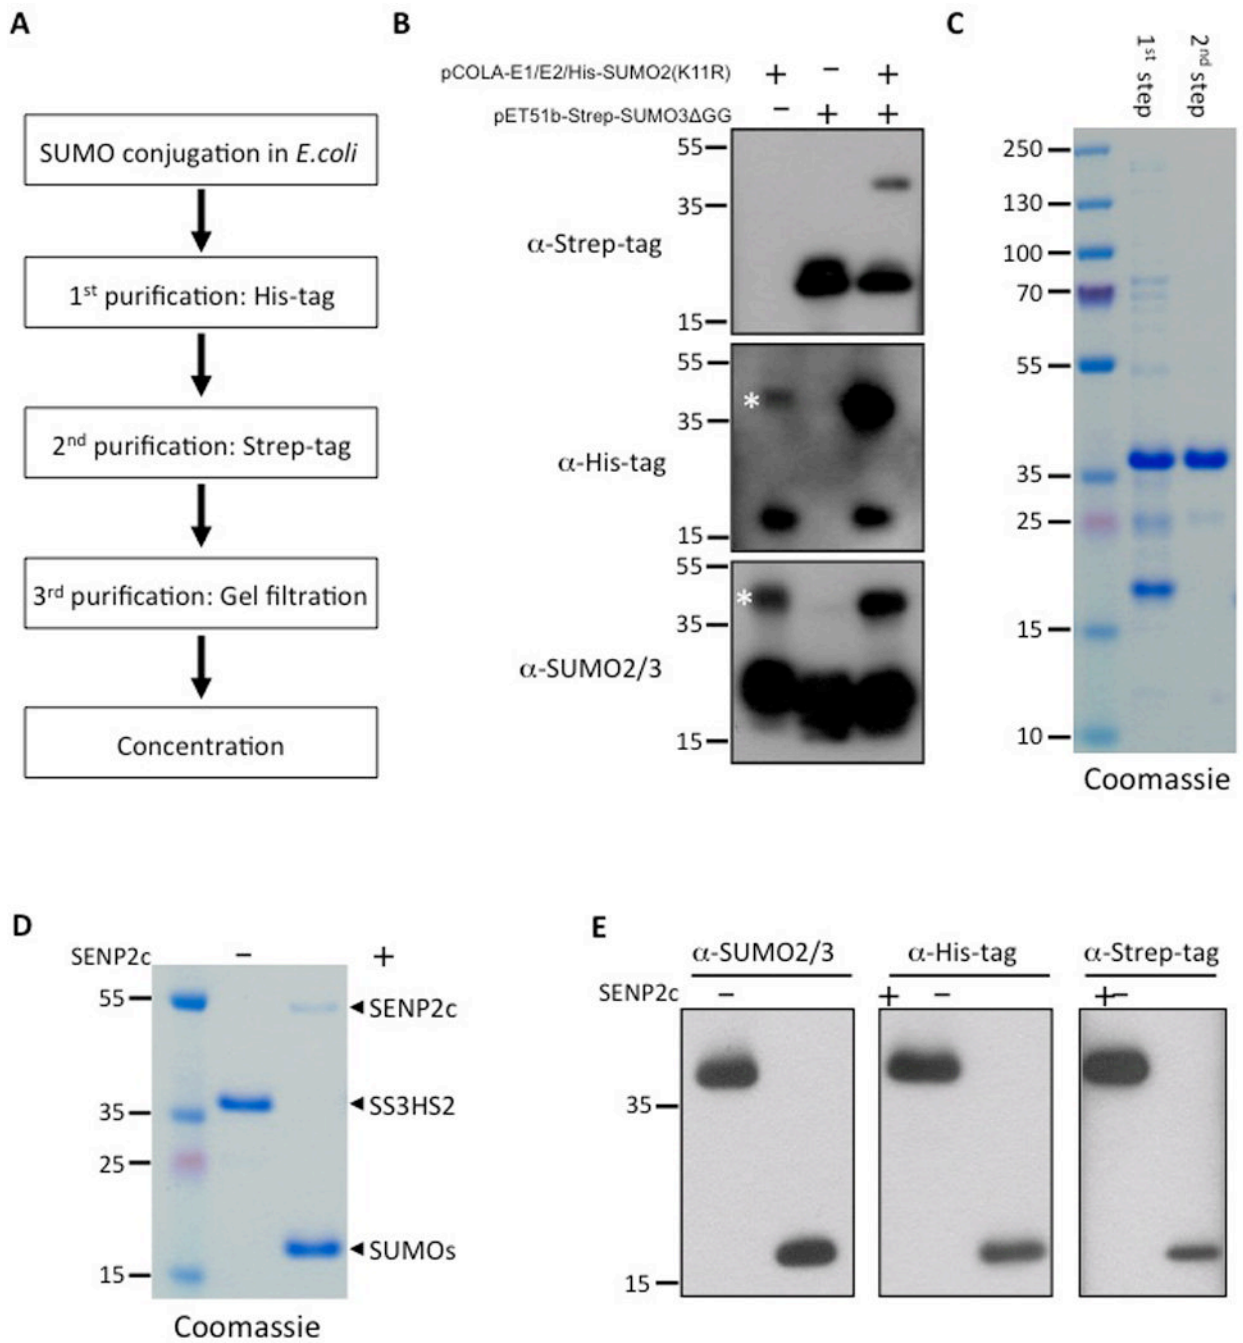 A
SUMO conjugation in E.coli
1st purification: His-tag
2nd purification: Strep-tag
3rd purification: Gel filtration
Concentration
B
pCOLA-E1/E2/His-SUMO2(K11R) + − +
pET51b-Strep-SUMO3ΔGG − + +
55
35
α-Strep-tag
15
55
*
35
α-His-tag
15
55
*
35
α-SUMO2/3
15
C
1st step
2nd step
250
130
100
70
55
35
25
15
10
Coomassie
D
SENP2c − +
55
SENP2c
35
SS3HS2
25
SUMOs
15
Coomassie
E
α-SUMO2/3 α-His-tag α-Strep-tag
SENP2c − + − +−
35
15